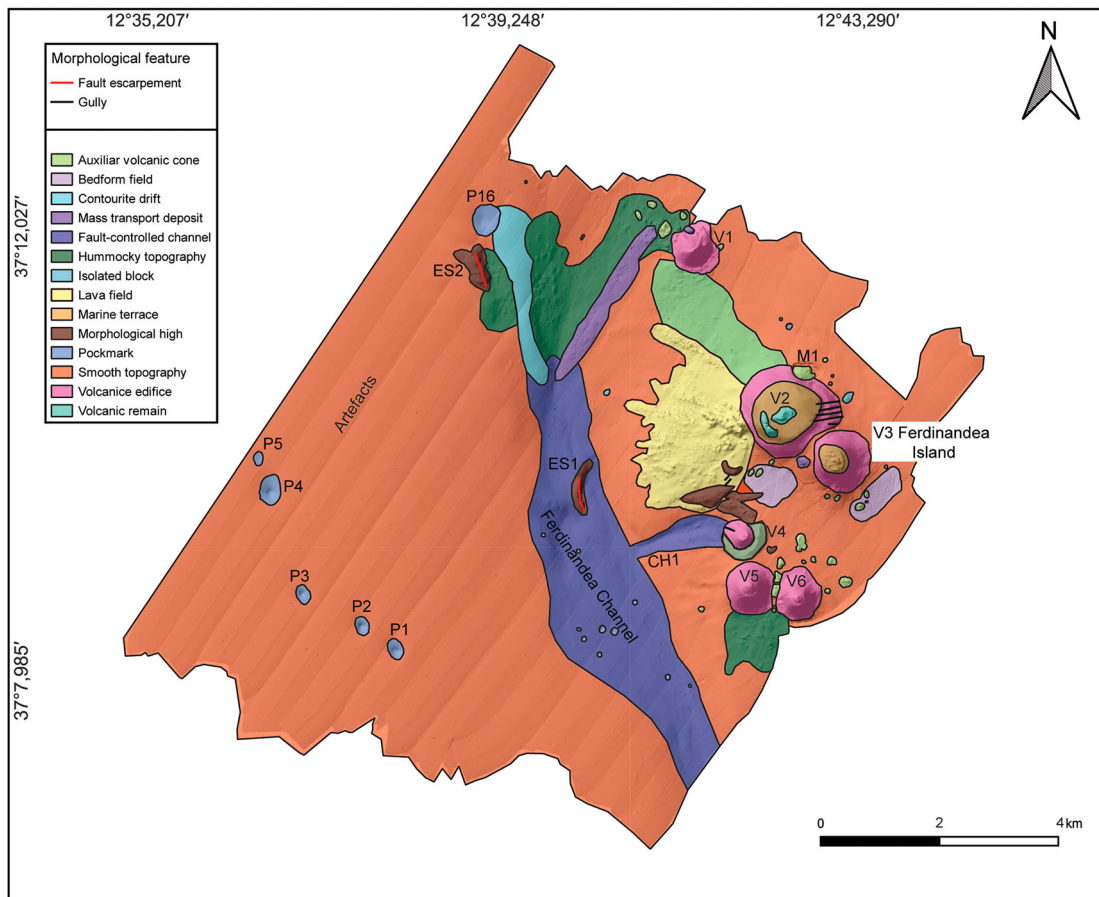 12°35,207′
12°39,248′
12°43,290′
37°12,027′
37°7,985′
N
Morphological feature
Fault escarpement
Gully
Auxiliar volcanic cone
Bedform field
Contourite drift
Mass transport deposit
Fault-controlled channel
Hummocky topography
Isolated block
Lava field
Marine terrace
Morphological high
Pockmark
Smooth topography
Volcanice edifice
Volcanic remain
P16
V1
ES2
M1
V2
Artefacts
V3 Ferdinandea
Island
P5
P4
ES1
Ferdinandea Channel
V4
CH1
V5
V6
P3
P2
P1
0
2
4 km